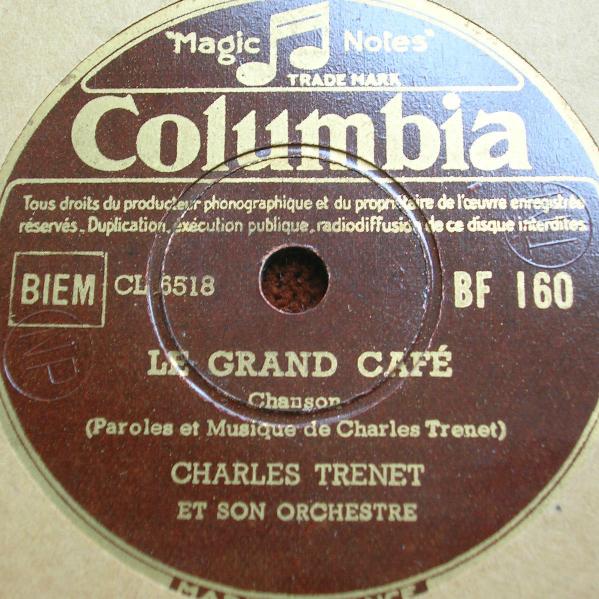 "Magic Notes"
TRADE MARK
Columbia
Tous droits du producteur phonographique et du propriétaire de l'œuvre enregistrée
réservés. Duplication, exécution publique, radiodiffusion de ce disque interdites
BIEM CL 6518 BF 160
LE GRAND CAFÉ
Chanson
(Paroles et Musique de Charles Trenet)
CHARLES TRENET
ET SON ORCHESTRE